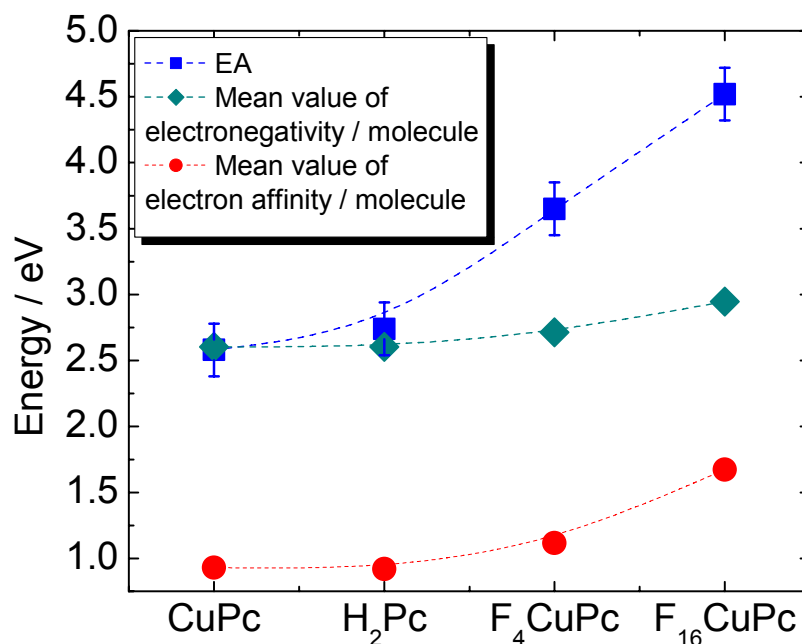 5.0
4.5
4.0
3.5
3.0
2.5
2.0
1.5
1.0
Energy / eV
EA
Mean value of
electronegativity / molecule
Mean value of
electron affinity / molecule
CuPc
H₂Pc
F₄CuPc
F₁₆CuPc